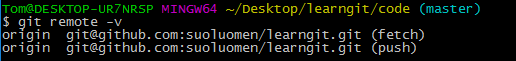 Tom@DESKTOP-UR7NRSP MINGW64 ~/Desktop/learngit/code (master)
$ git remote -v
origin  git@github.com:suoluomen/learngit.git (fetch)
origin  git@github.com:suoluomen/learngit.git (push)